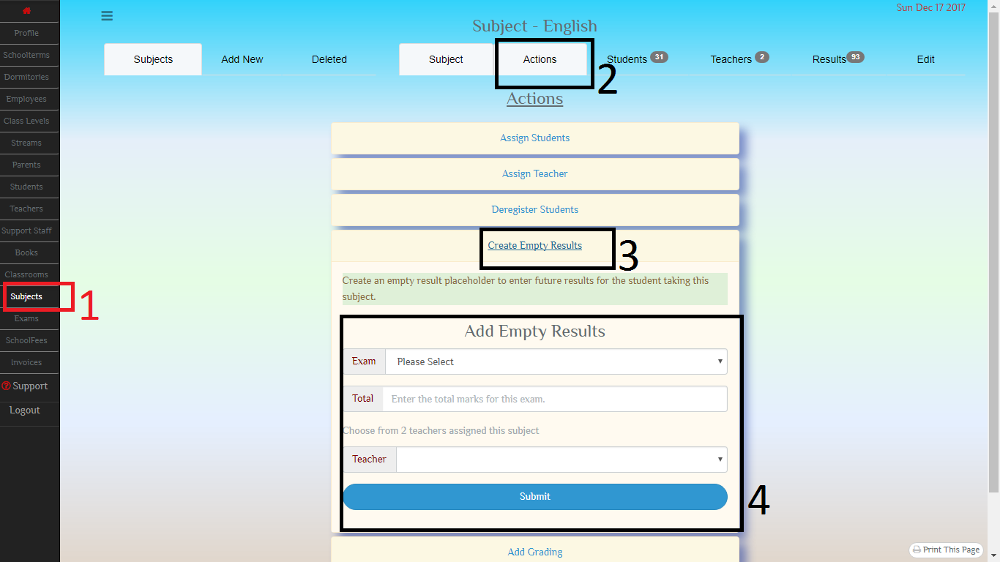 Sun Dec 17 2017
Subject - English
Subjects Add New Deleted
Subject Actions Students 31 Teachers 2 Results 93 Edit
2
Actions
Profile
Schoolterms
Dormitories
Employees
Class Levels
Streams
Parents
Students
Teachers
Support Staff
Books
Classrooms
Subjects
1
Exams
SchoolFees
Invoices
Support
Logout
Assign Students
Assign Teacher
Deregister Students
Create Empty Results
3
Create an empty result placeholder to enter future results for the student taking this
subject.
Add Empty Results
Exam Please Select
Total Enter the total marks for this exam.
Choose from 2 teachers assigned this subject
Teacher
Submit
4
Add Grading
Print This Page